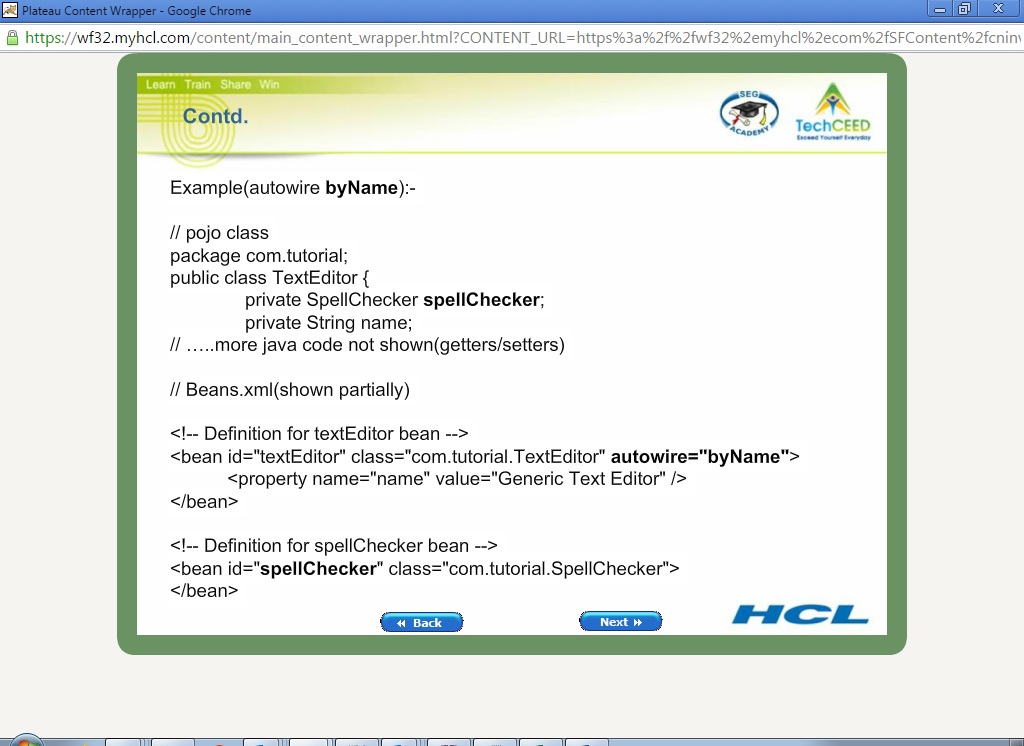 Plateau Content Wrapper - Google Chrome
https://wf32.myhcl.com/content/main_content_wrapper.html?CONTENT_URL=https%3a%2f%2fwf32%2emyhcl%2ecom%2fSFContent%2fcninv
Learn Train Share Win
Contd.
SEG
ACADEMY
TechCEED
Exceed Yourself Everyday
Example(autowire byName):-
// pojo class
package com.tutorial;
public class TextEditor {
private SpellChecker spellChecker;
private String name;
// …..more java code not shown(getters/setters)
// Beans.xml(shown partially)
<!-- Definition for textEditor bean -->
<bean id="textEditor" class="com.tutorial.TextEditor" autowire="byName">
<property name="name" value="Generic Text Editor" />
</bean>
<!-- Definition for spellChecker bean -->
<bean id="spellChecker" class="com.tutorial.SpellChecker">
</bean>
Back
Next
HCL